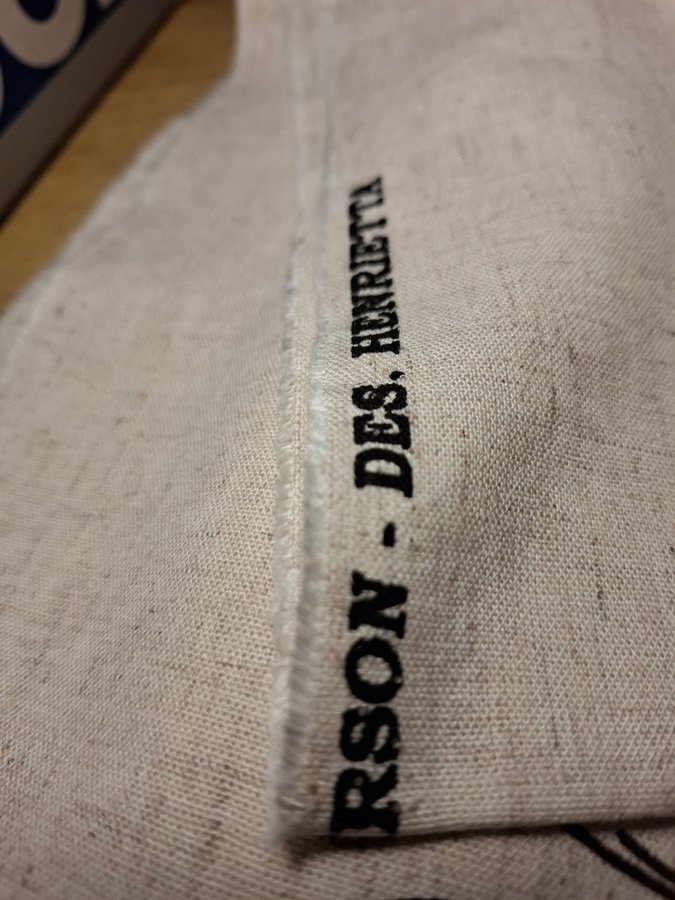 RSON - DES. HENRIETTA